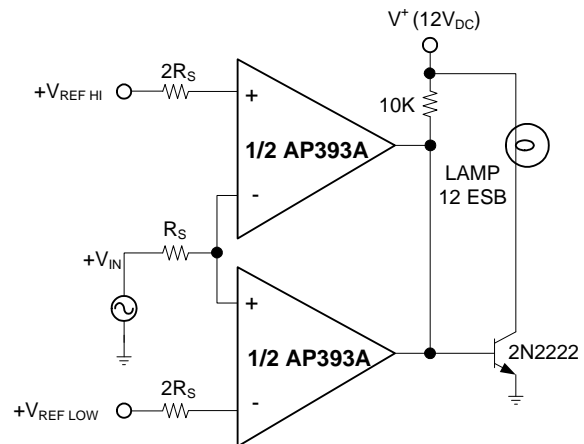 V+ (12VDC)
+VREF HI
2RS
+
1/2 AP393A
-
10K
LAMP
12 ESB
+VIN
RS
+
1/2 AP393A
-
2N2222
+VREF LOW
2RS